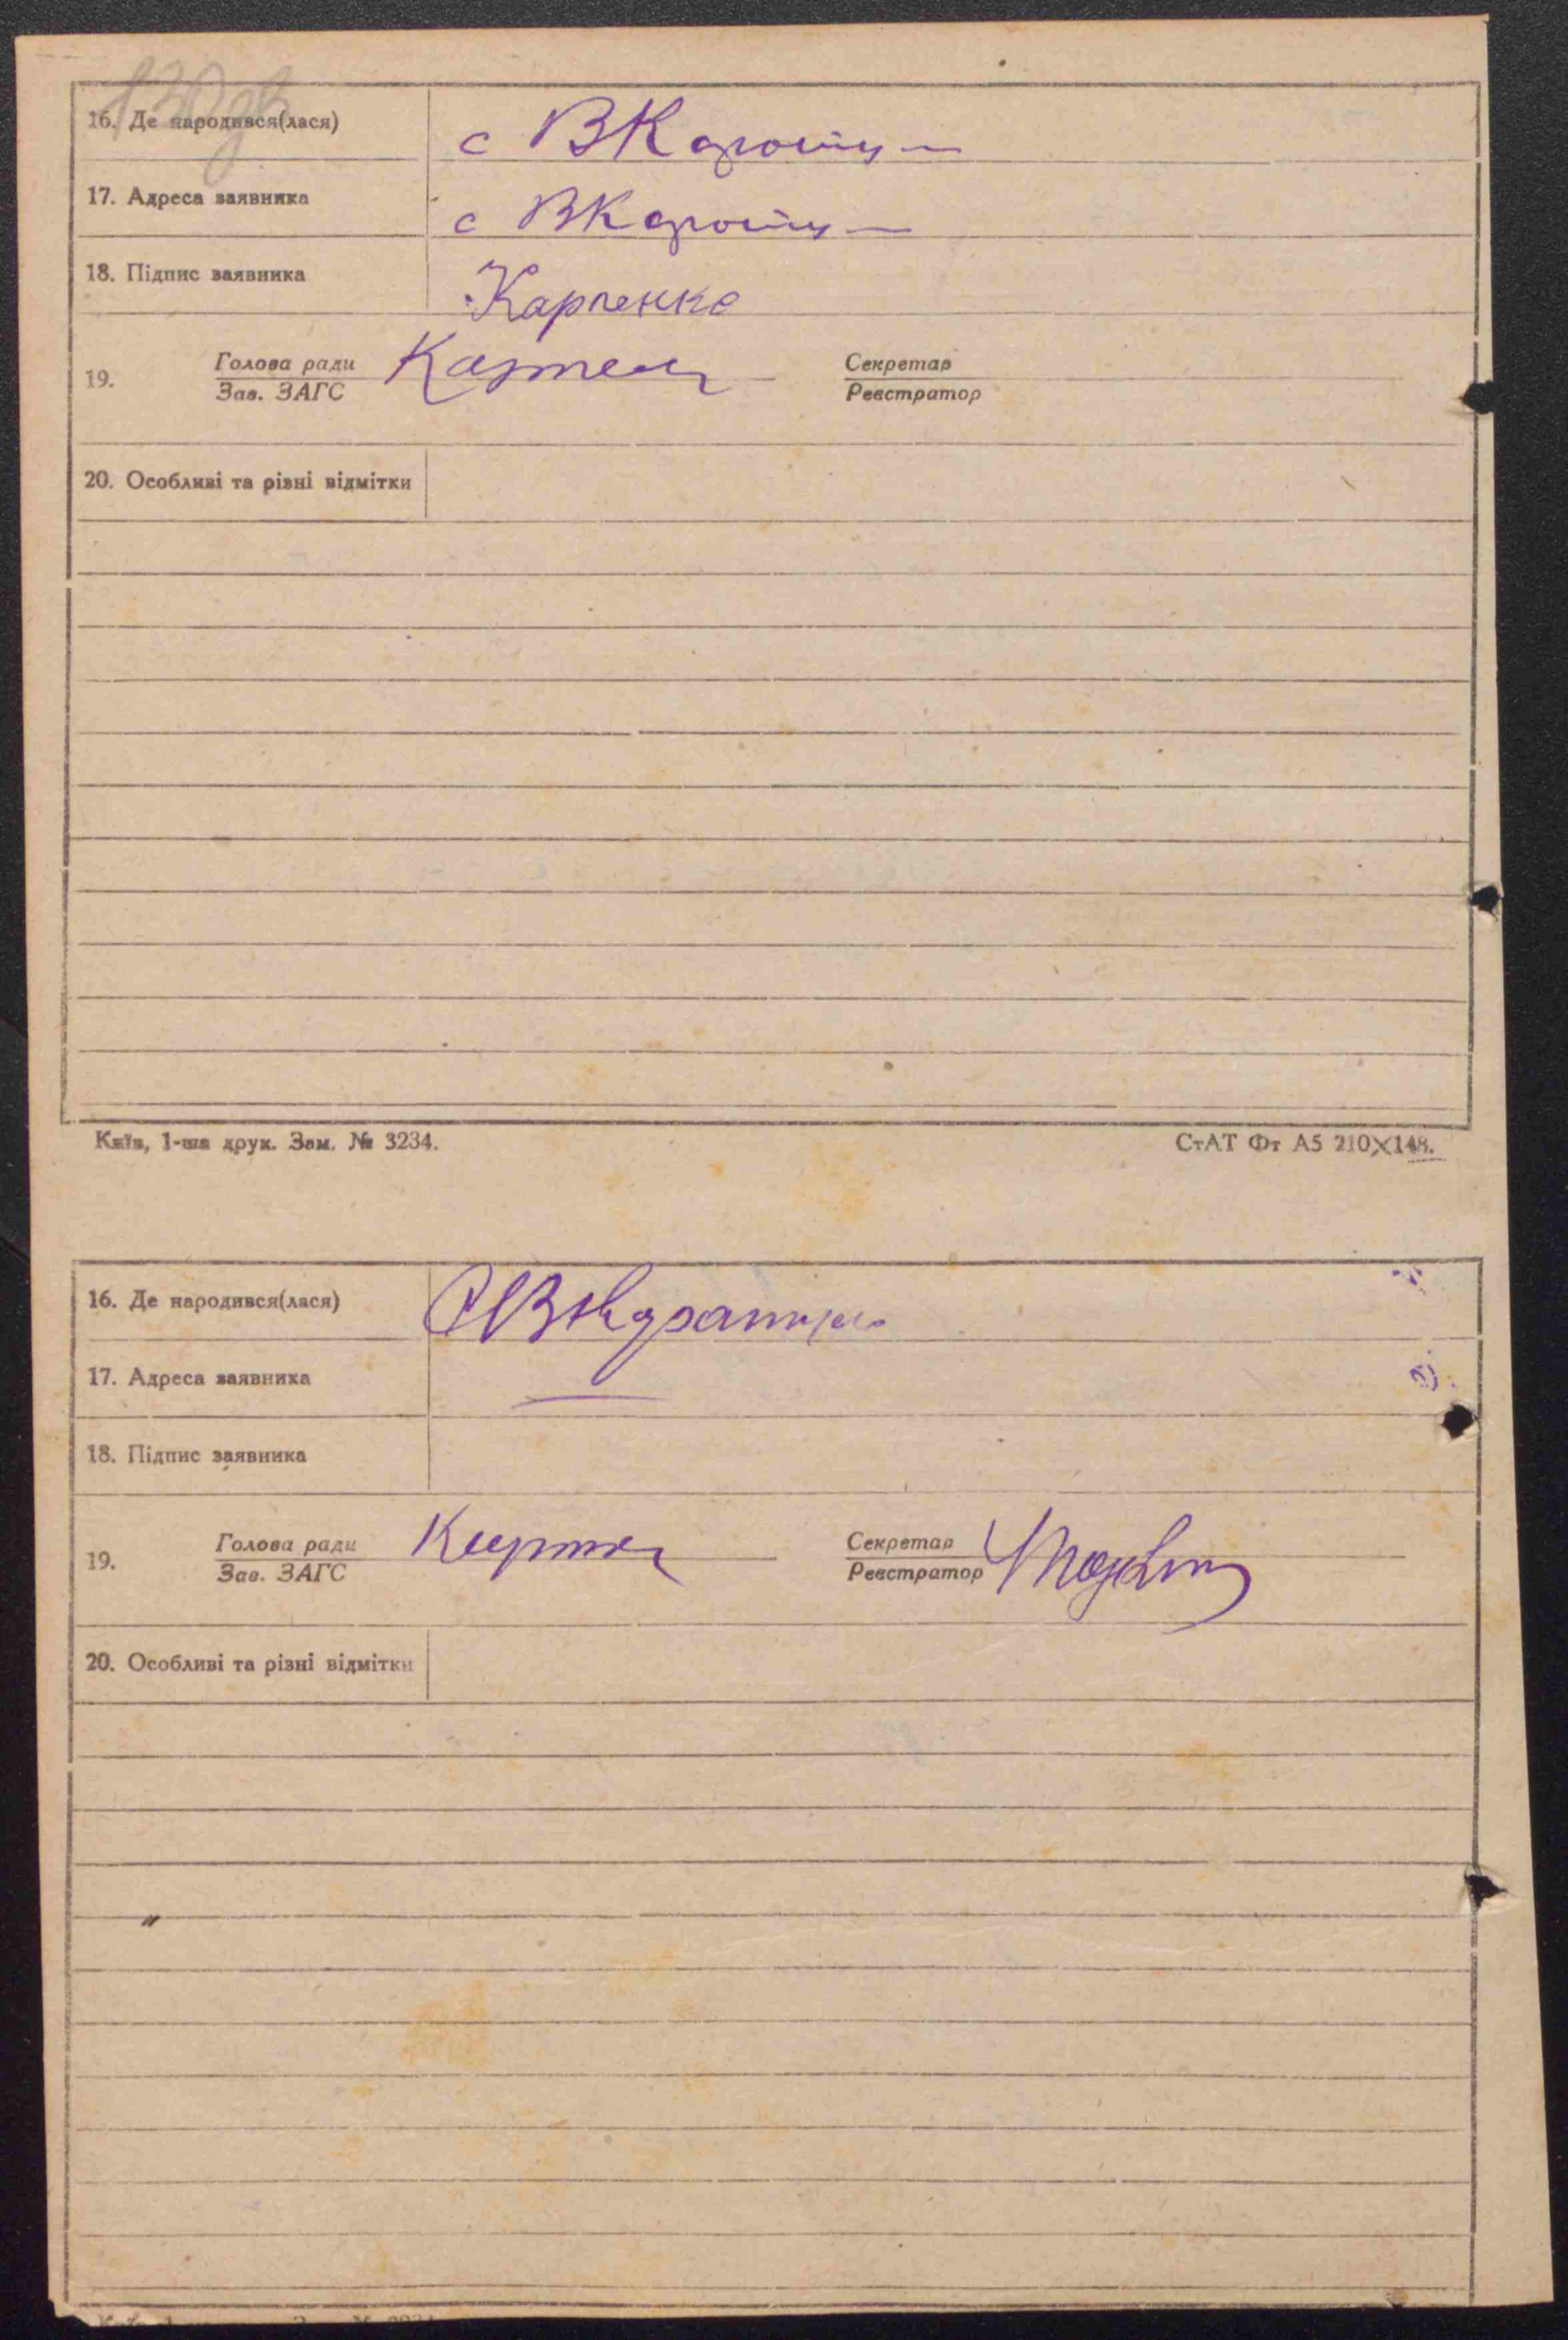 130зв
16. Де народився(лася)
с ВКаратул
17. Адреса заявника
с ВКаратул
18. Підпис заявника
Карпенко
19.
Голова ради
Зав. ЗАГС
Секретар
Реєстратор
20. Особливі та різні відмітки
Київ, 1-ша друк. Зам. № 3234.
СтАТ Фт А5 210×148.
16. Де народився(лася)
17. Адреса заявника
18. Підпис заявника
19.
Голова ради
Зав. ЗАГС
Секретар
Реєстратор
20. Особливі та різні відмітки